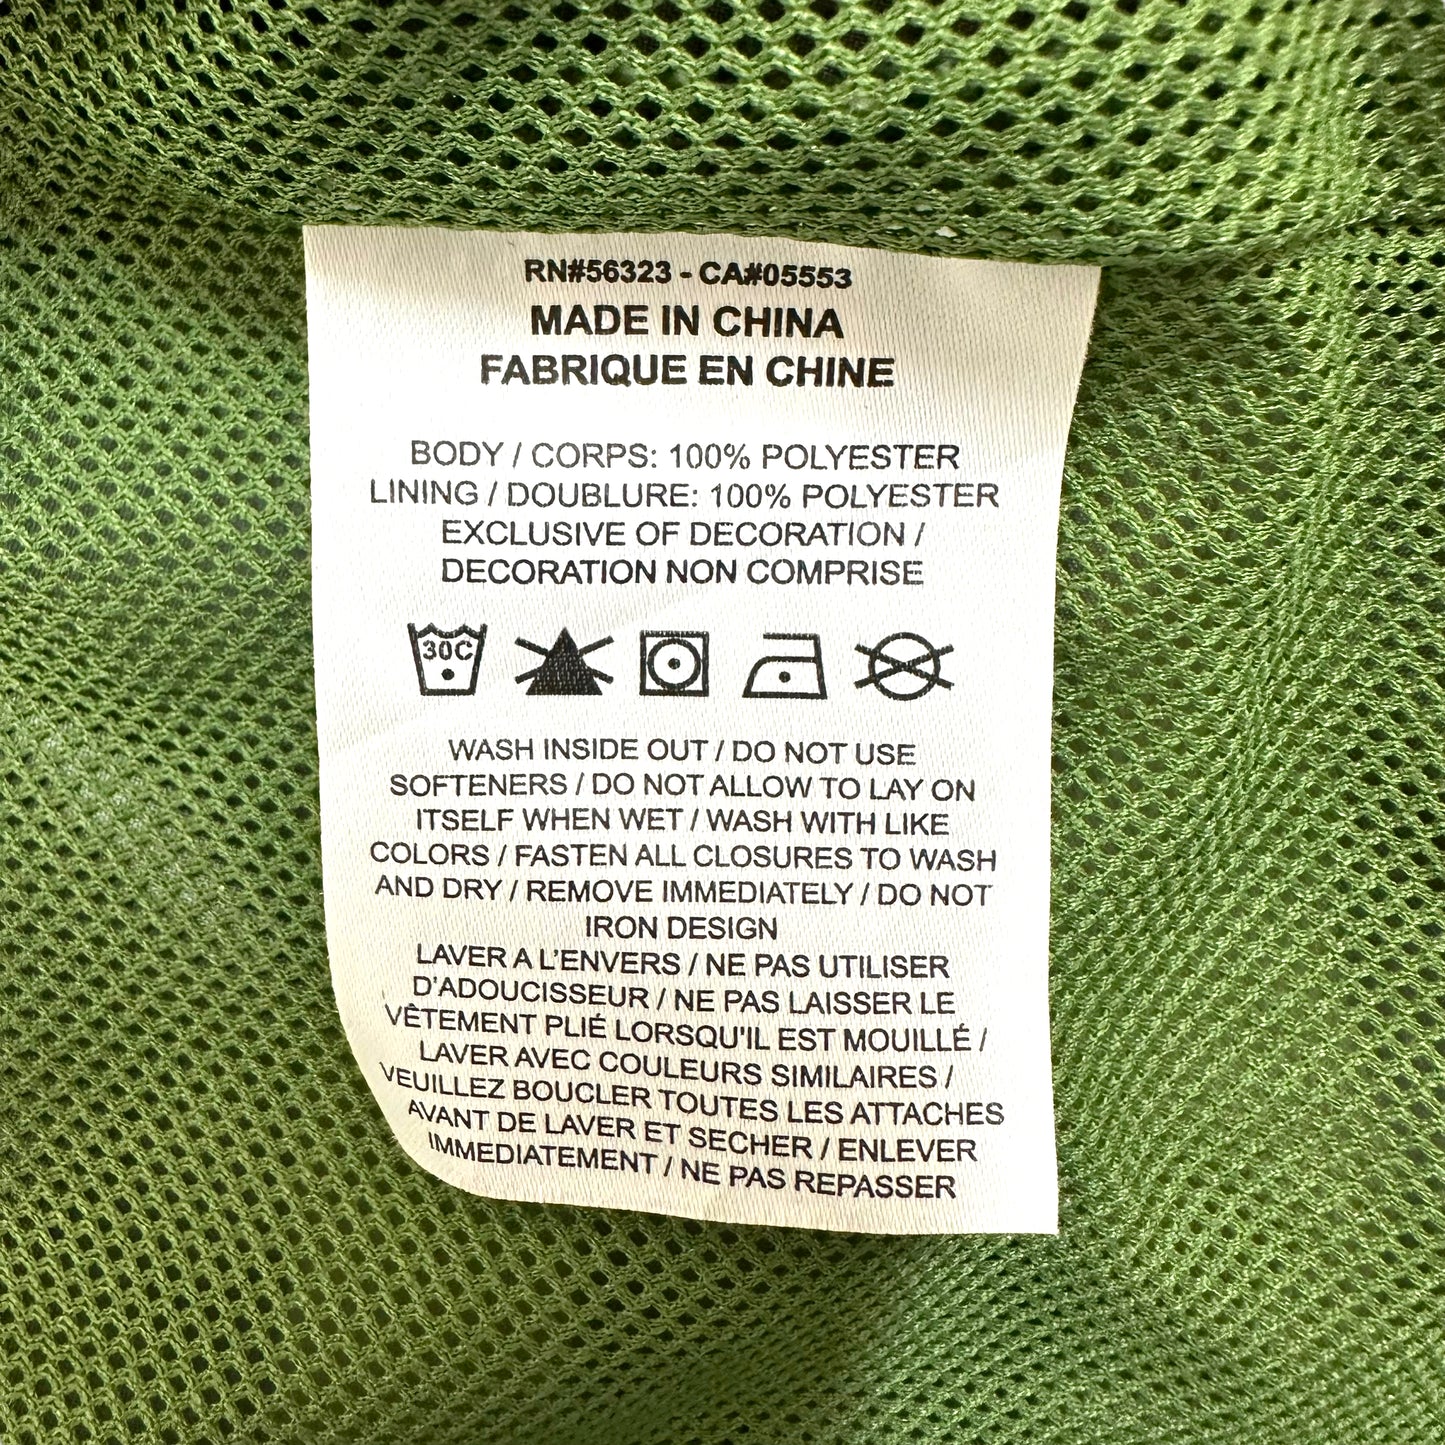 RN#56323 - CA#05553
MADE IN CHINA
FABRIQUE EN CHINE
BODY / CORPS: 100% POLYESTER
LINING / DOUBLURE: 100% POLYESTER
EXCLUSIVE OF DECORATION /
DECORATION NON COMPRISE
30C
WASH INSIDE OUT / DO NOT USE
SOFTENERS / DO NOT ALLOW TO LAY ON
ITSELF WHEN WET / WASH WITH LIKE
COLORS / FASTEN ALL CLOSURES TO WASH
AND DRY / REMOVE IMMEDIATELY / DO NOT
IRON DESIGN
LAVER A L'ENVERS / NE PAS UTILISER
D'ADOUCISSEUR / NE PAS LAISSER LE
VÊTEMENT PLIÉ LORSQU'IL EST MOUILLÉ /
LAVER AVEC COULEURS SIMILAIRES /
VEUILLEZ BOUCLER TOUTES LES ATTACHES
AVANT DE LAVER ET SECHER / ENLEVER
IMMEDIATEMENT / NE PAS REPASSER